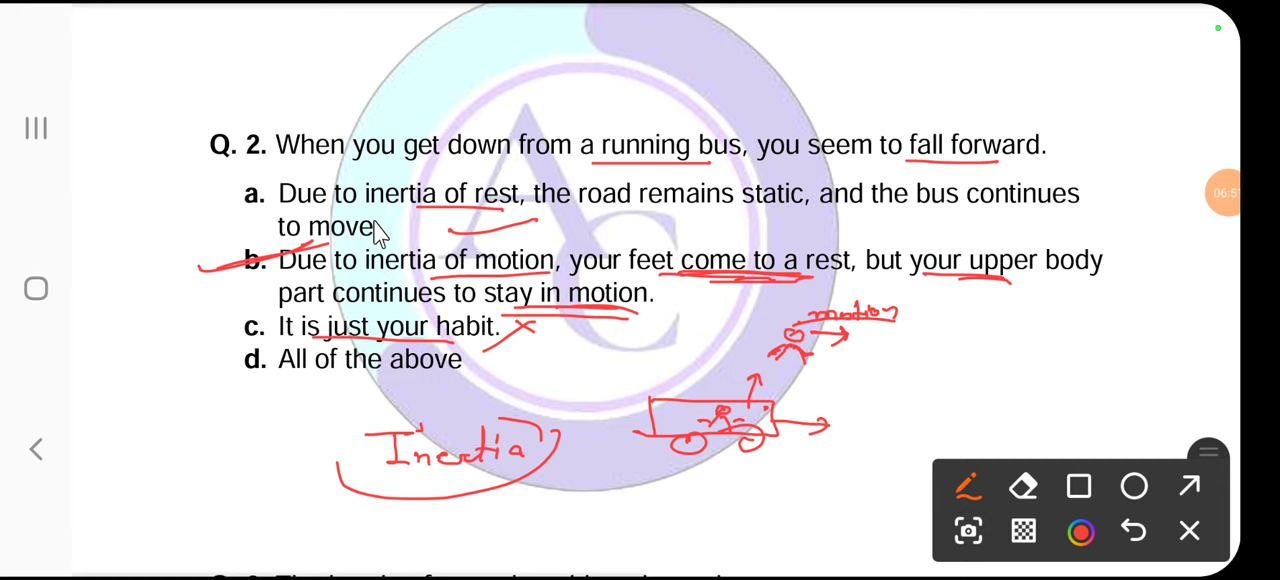 Q. 2. When you get down from a running bus, you seem to fall forward.
a. Due to inertia of rest, the road remains static, and the bus continues
to move
b. Due to inertia of motion, your feet come to a rest, but your upper body
part continues to stay in motion.
c. It is just your habit.
d. All of the above
motion
Inertia
AC